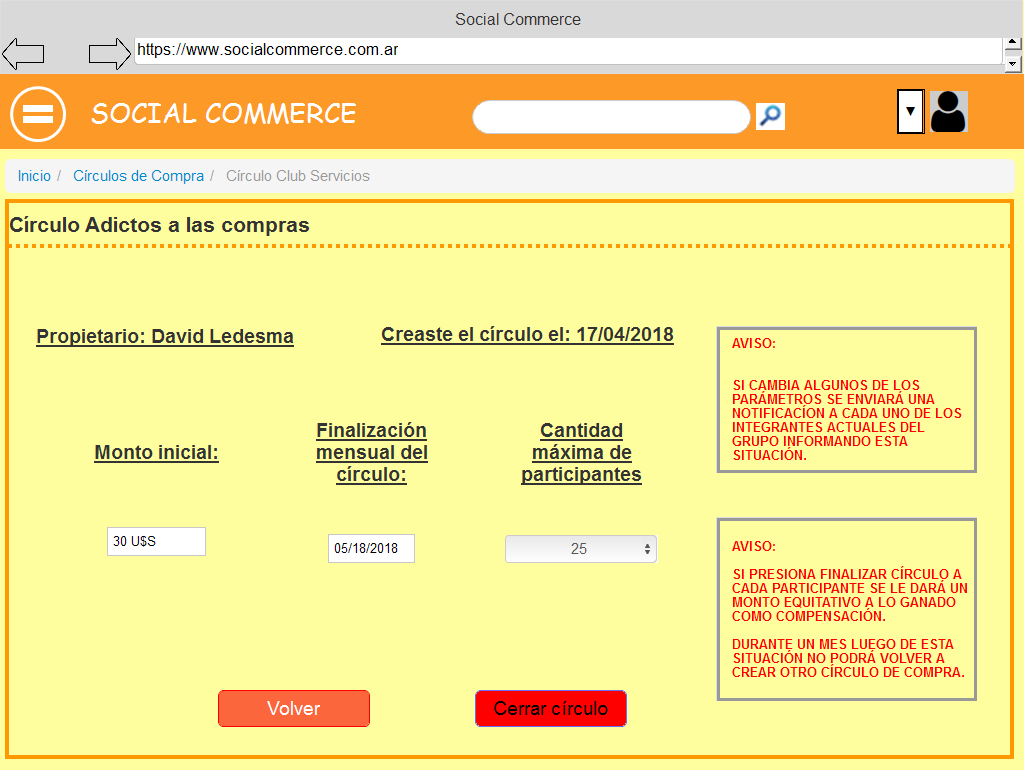 Social Commerce
https://www.socialcommerce.com.ar
SOCIAL COMMERCE
Inicio / Círculos de Compra / Círculo Club Servicios
Círculo Adictos a las compras
Propietario: David Ledesma
Creaste el círculo el: 17/04/2018
AVISO:
SI CAMBIA ALGUNOS DE LOS
PARÁMETROS SE ENVIARÁ UNA
NOTIFICACÍON A CADA UNO DE LOS
INTEGRANTES ACTUALES DEL
GRUPO INFORMANDO ESTA
SITUACIÓN.
Monto inicial:
Finalización
mensual del
círculo:
Cantidad
máxima de
participantes
30 U$S
05/18/2018
25
AVISO:
SI PRESIONA FINALIZAR CÍRCULO A
CADA PARTICIPANTE SE LE DARÁ UN
MONTO EQUITATIVO A LO GANADO
COMO COMPENSACIÓN.
DURANTE UN MES LUEGO DE ESTA
SITUACIÓN NO PODRÁ VOLVER A
CREAR OTRO CÍRCULO DE COMPRA.
Volver
Cerrar círculo